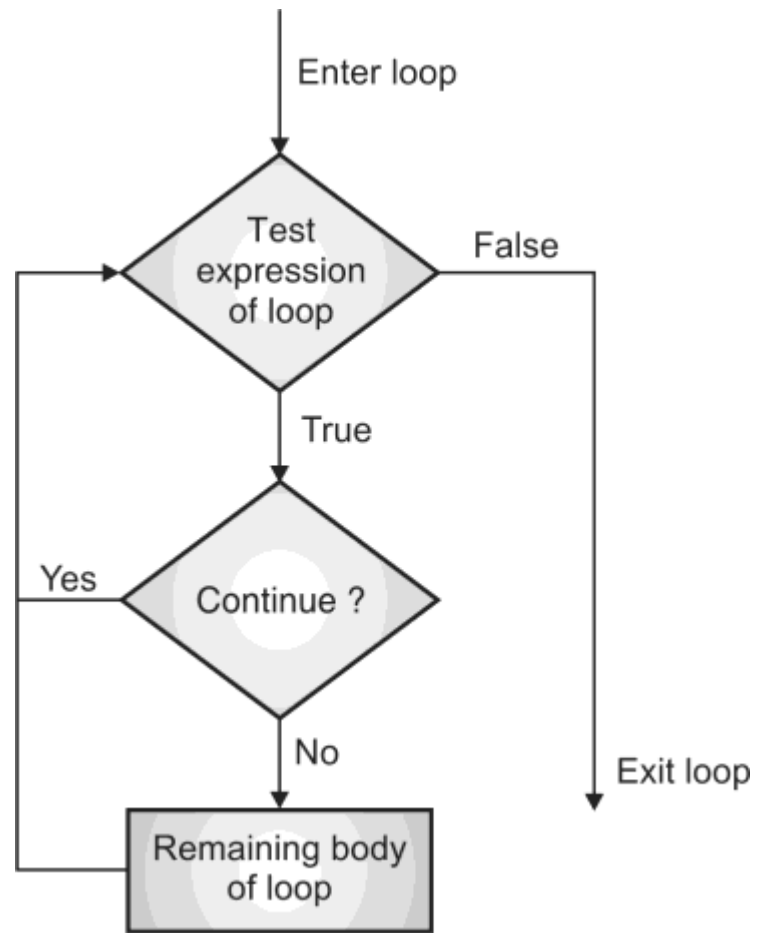 Enter loop
Test
expression
of loop
False
True
Continue ?
Yes
No
Exit loop
Remaining body
of loop